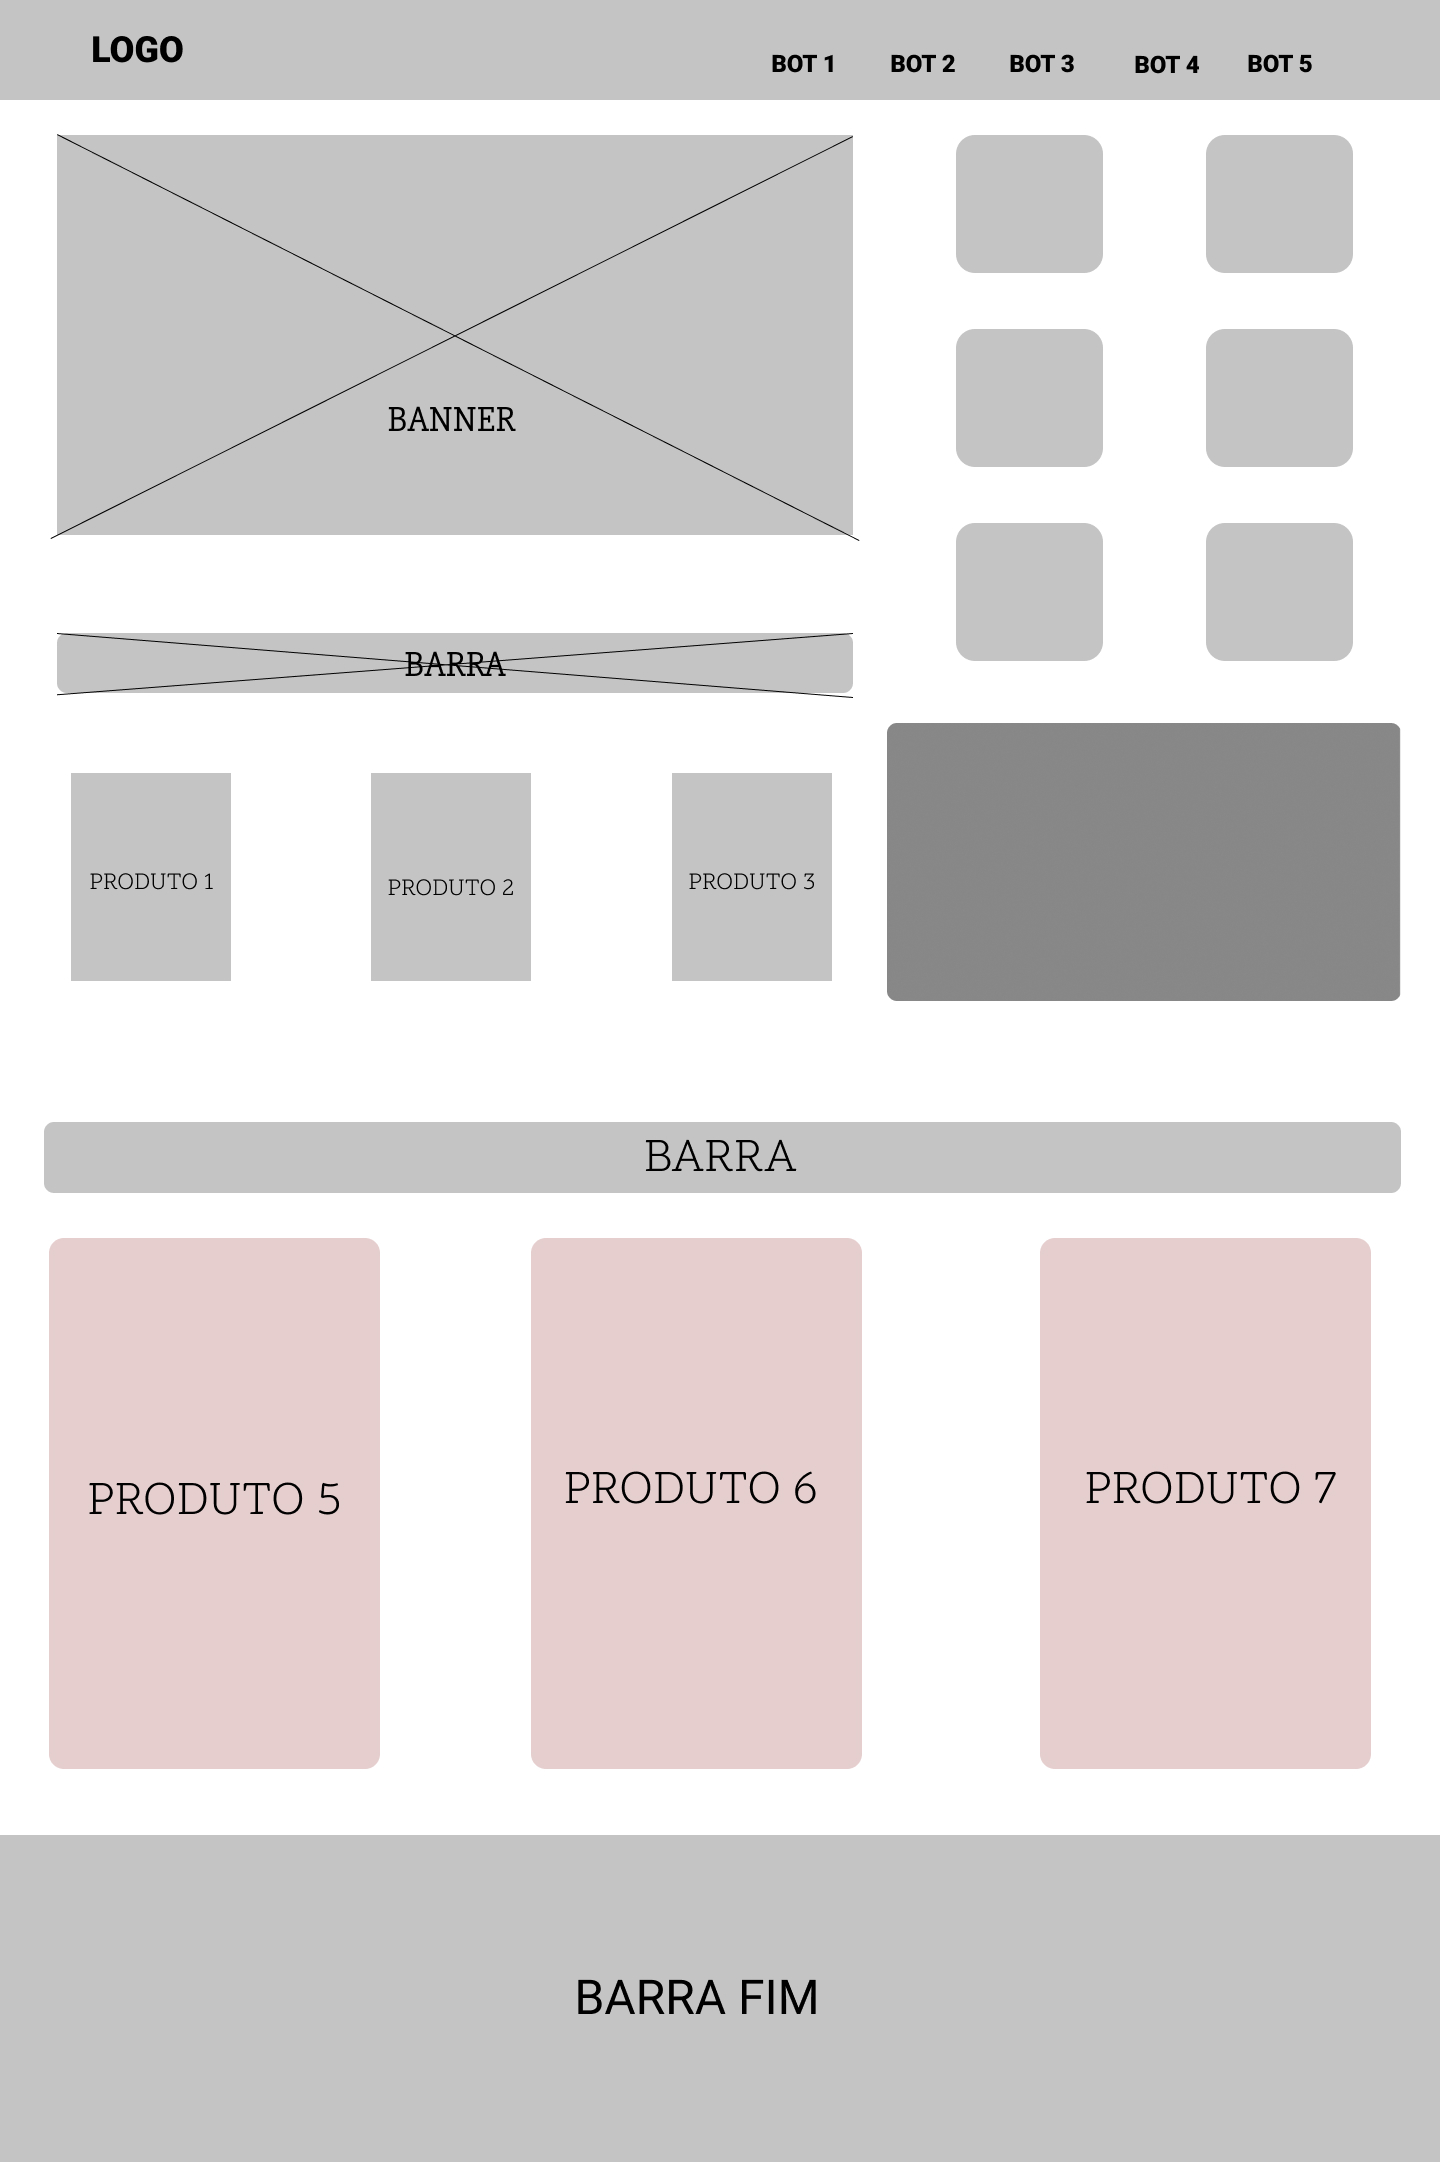 LOGO
BOT 1
BOT 2
BOT 3
BOT 4
BOT 5
BANNER
BARRA
PRODUTO 1
PRODUTO 2
PRODUTO 3
BARRA
PRODUTO 5
PRODUTO 6
PRODUTO 7
BARRA FIM